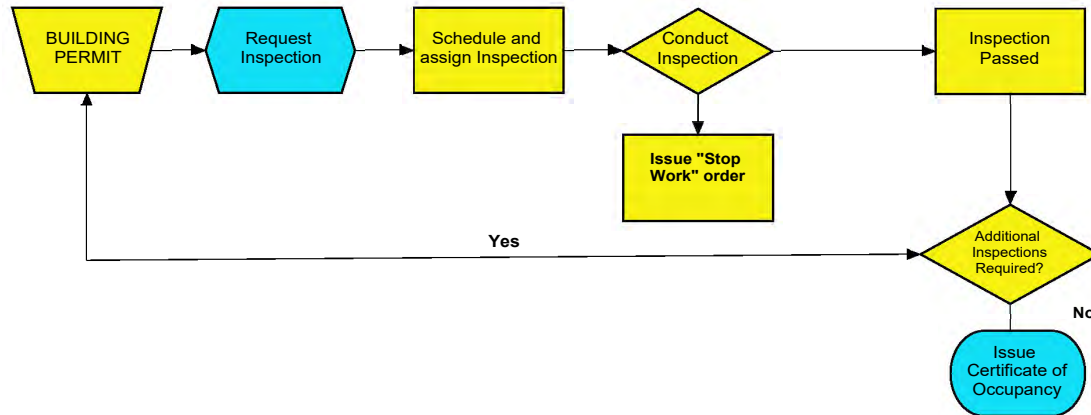 BUILDING
PERMIT
Request
Inspection
Schedule and
assign Inspection
Conduct
Inspection
Inspection
Passed
Issue "Stop
Work" order
Yes
Additional
Inspections
Required?
No
Issue
Certificate of
Occupancy